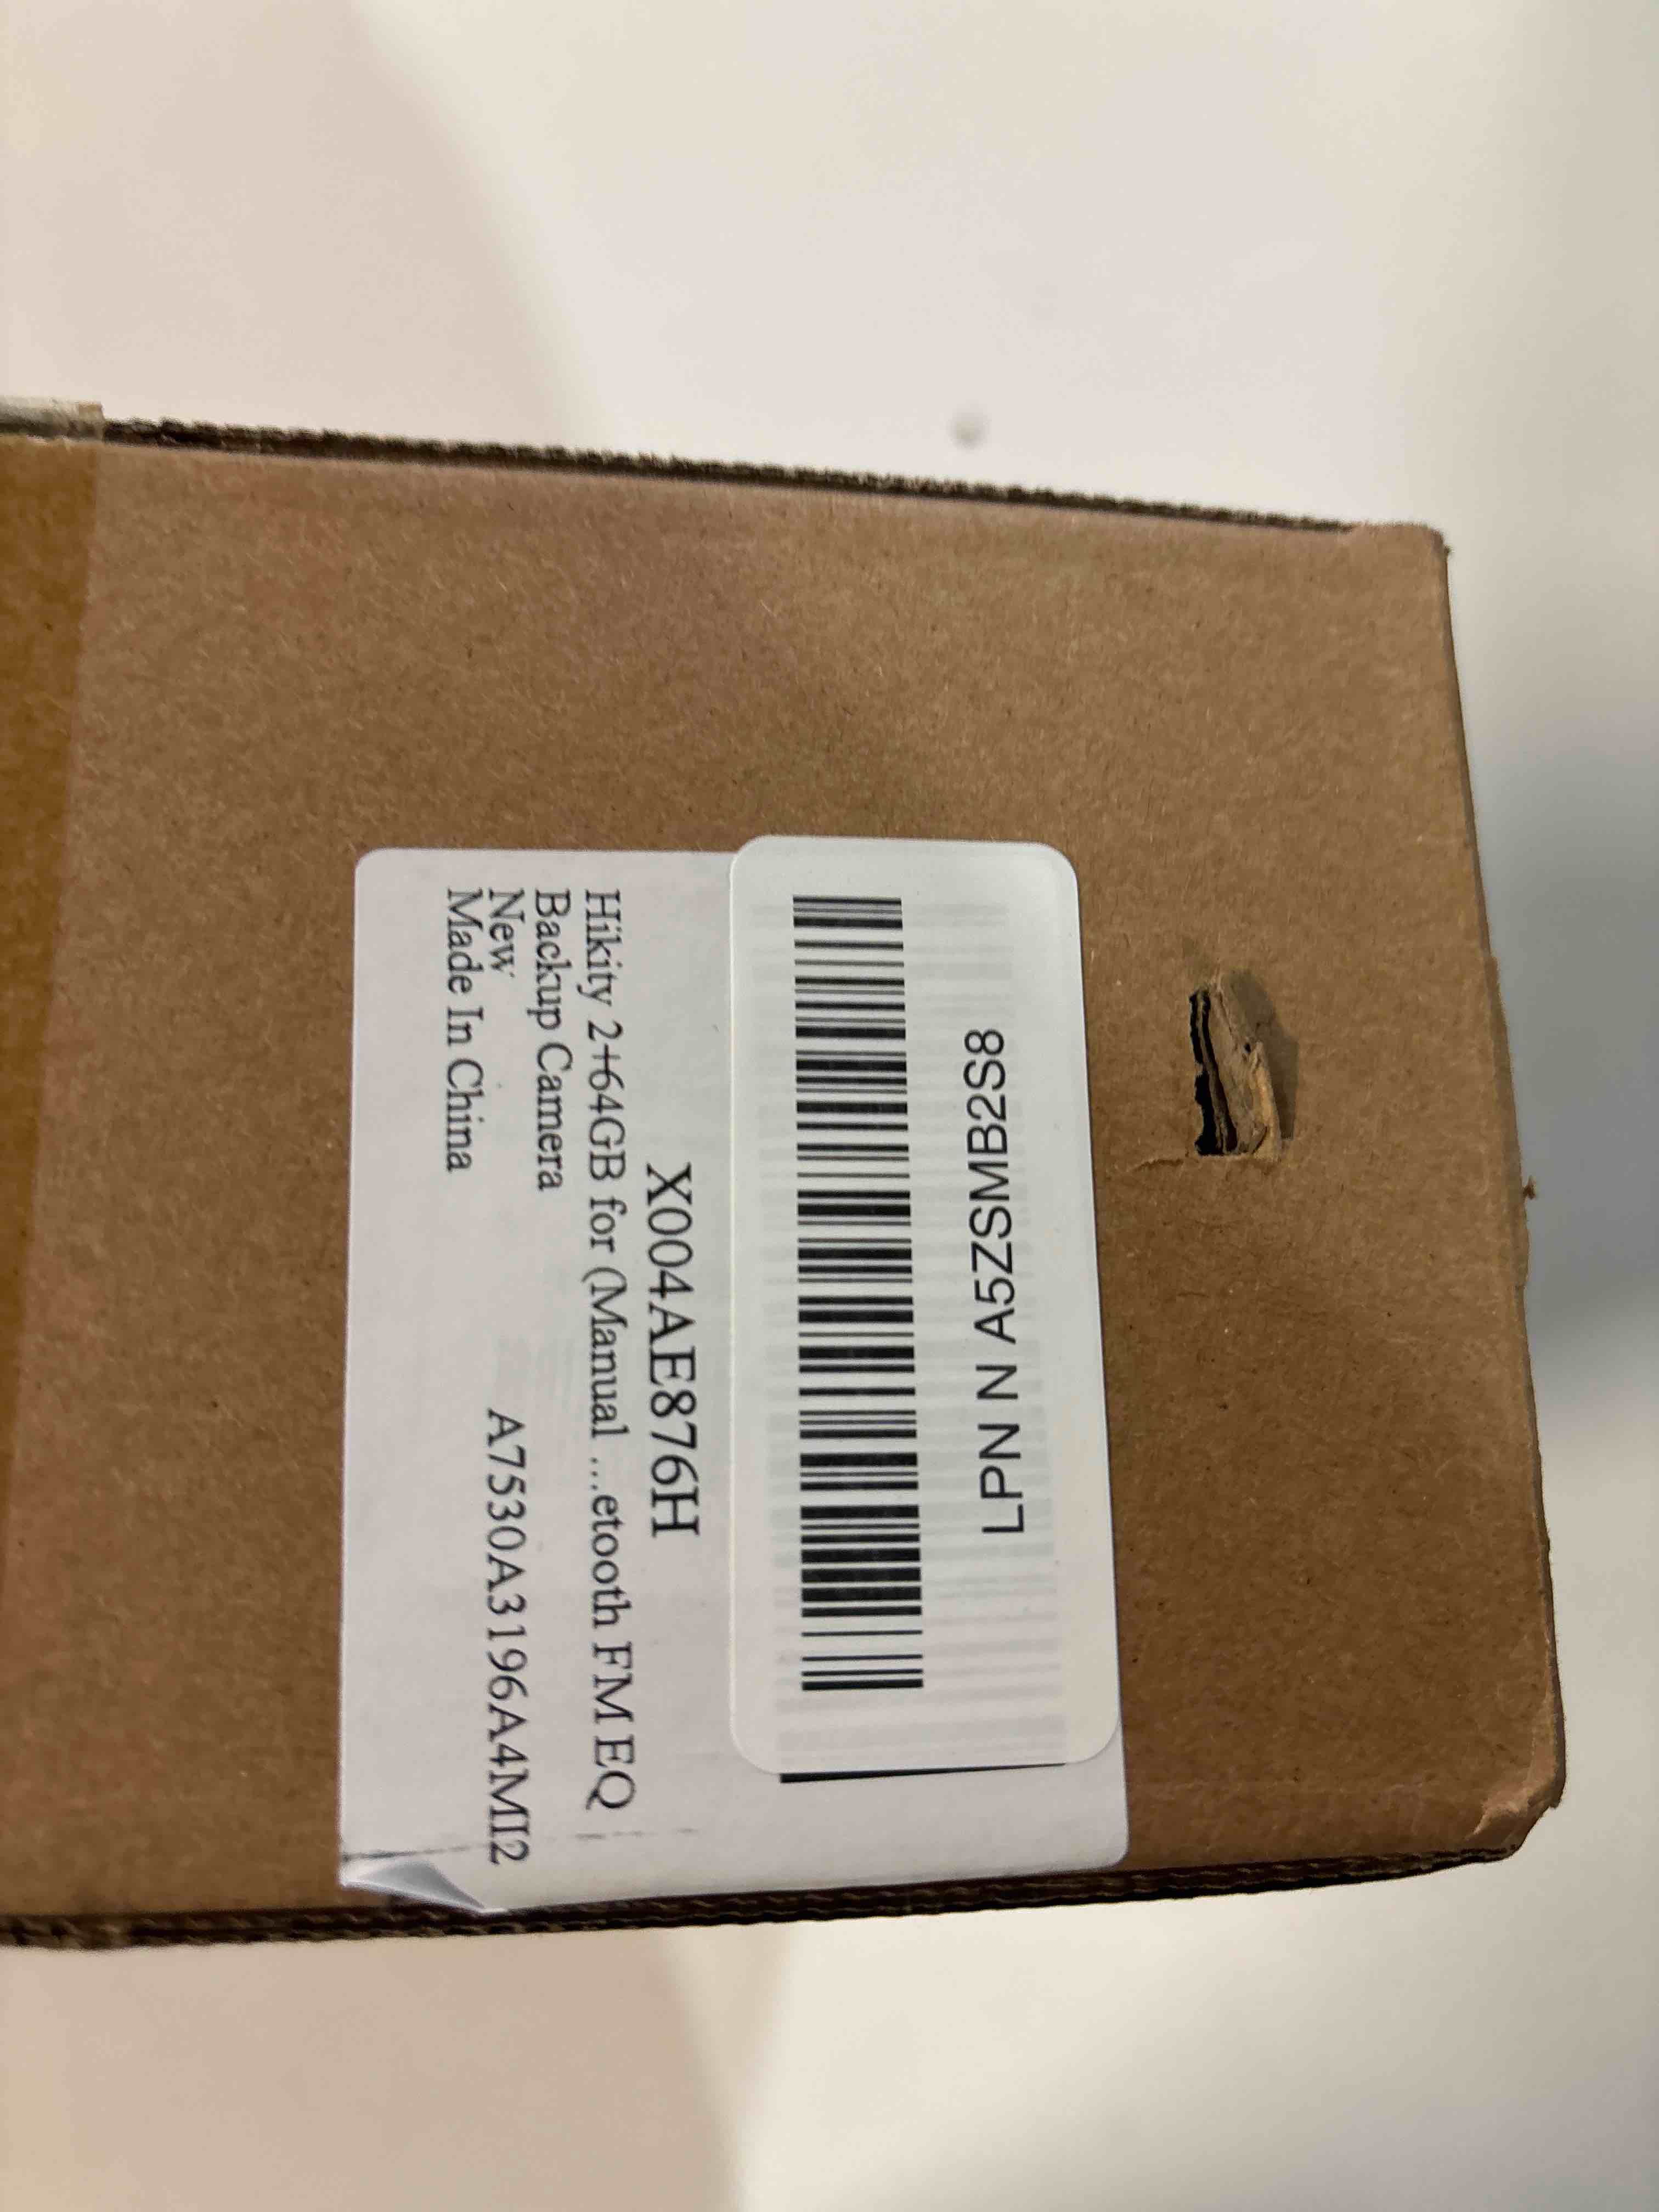 LPN N A5ZSMB2S8
X004AE876H
Hikity 2+64GB for (Manual ...etooth FM EQ
Backup Camera
New
A7530A3196A4MI2
Made In China